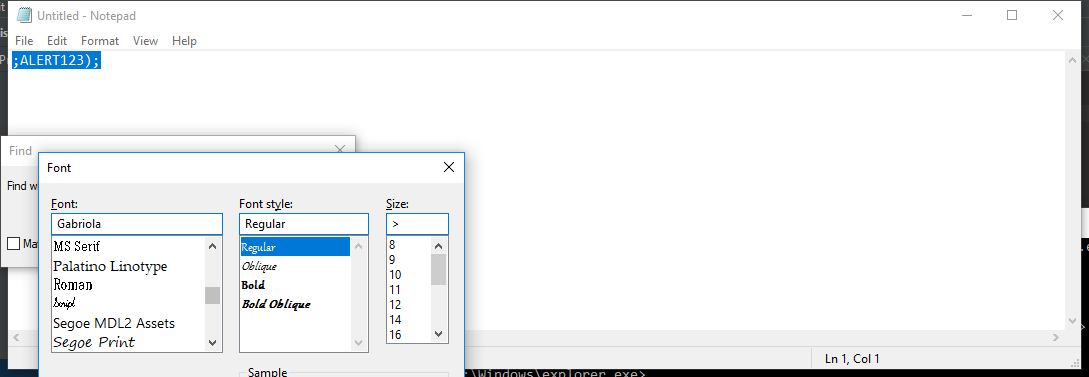 Untitled - Notepad
File Edit Format View Help
;ALERT123);
Find
Find w
Ma
Font
Font: Font style: Size:
Gabriola Regular >
MS Serif
Palatino Linotype
Roman
Script
Segoe MDL2 Assets
Segoe Print
Regular
Oblique
Bold
Bold Oblique
8
9
10
11
12
14
16
Sample
Ln 1, Col 1
:\Windows\explorer.exe>